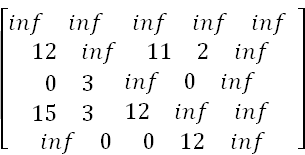 inf inf inf inf inf
12 inf 11 2 inf
0 3 inf 0 inf
15 3 12 inf inf
inf 0 0 12 inf